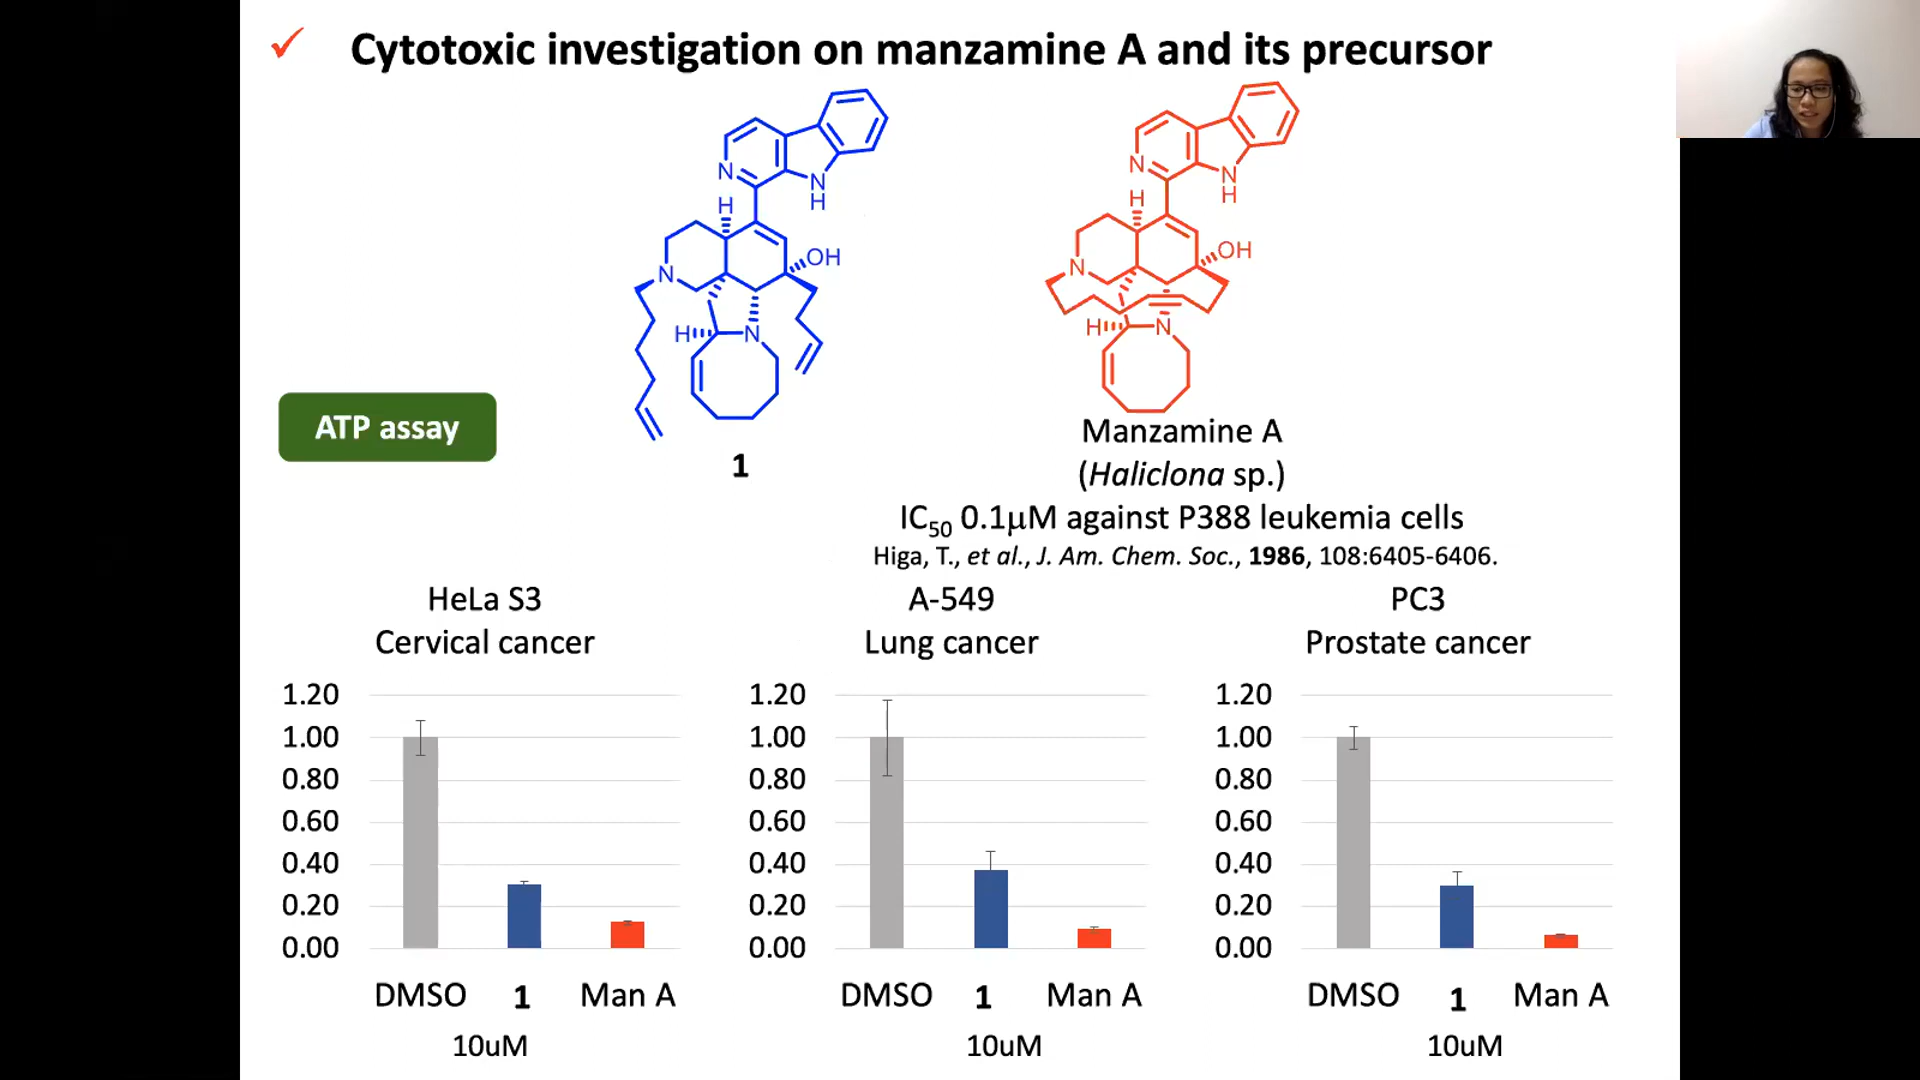 ✓ Cytotoxic investigation on manzamine A and its precursor
N
N
H
H
N
OH
H
N
N
N
H
H
N
OH
H
N
ATP assay
1
Manzamine A
(Haliclona sp.)
IC50 0.1μM against P388 leukemia cells
Higa, T., et al., J. Am. Chem. Soc., 1986, 108:6405-6406.
HeLa S3
Cervical cancer
1.20
1.00
0.80
0.60
0.40
0.20
0.00
DMSO 1 Man A
10uM
A-549
Lung cancer
1.20
1.00
0.80
0.60
0.40
0.20
0.00
DMSO 1 Man A
10uM
PC3
Prostate cancer
1.20
1.00
0.80
0.60
0.40
0.20
0.00
DMSO 1 Man A
10uM